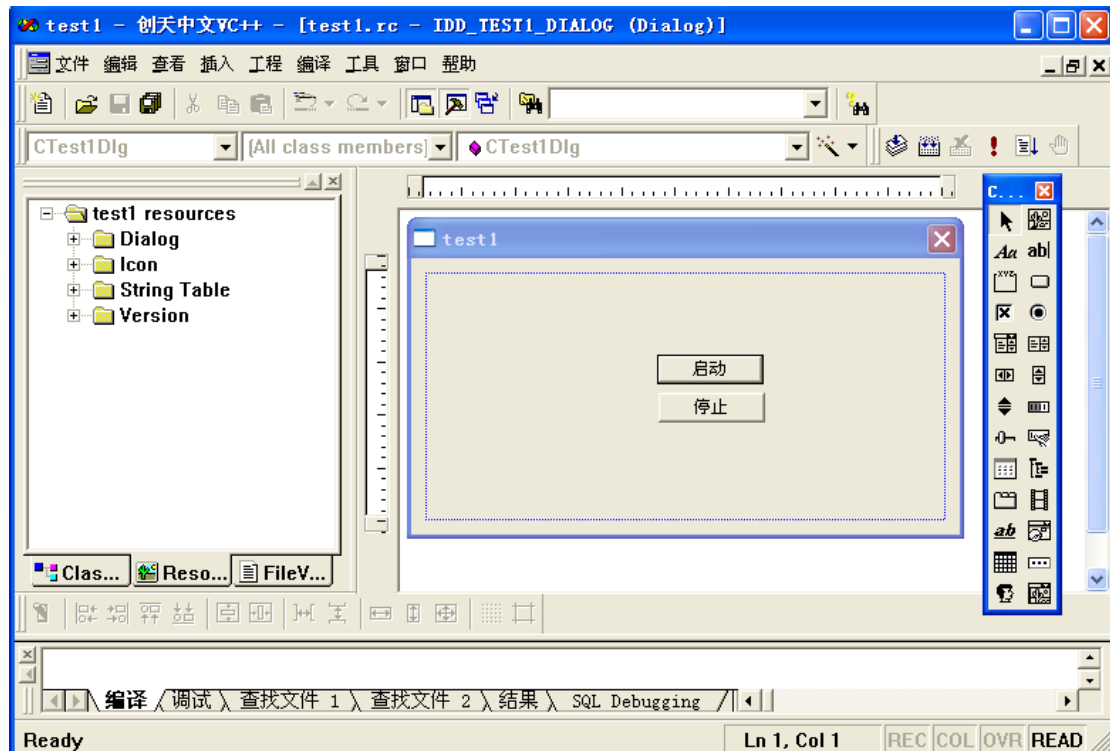 test1 - 创天中文VC++ - [test1.rc - IDD_TEST1_DIALOG (Dialog)]
文件 编辑 查看 插入 工程 编译 工具 窗口 帮助
CTest1Dlg [All class members] CTest1Dlg
test1 resources
Dialog
Icon
String Table
Version
Clas... Reso... FileV...
test1
启动
停止
C...
Aa ab|
XYZ
ab
编译 调试 查找文件 1 查找文件 2 结果 SQL Debugging
Ready Ln 1, Col 1 REC COL OVR READ